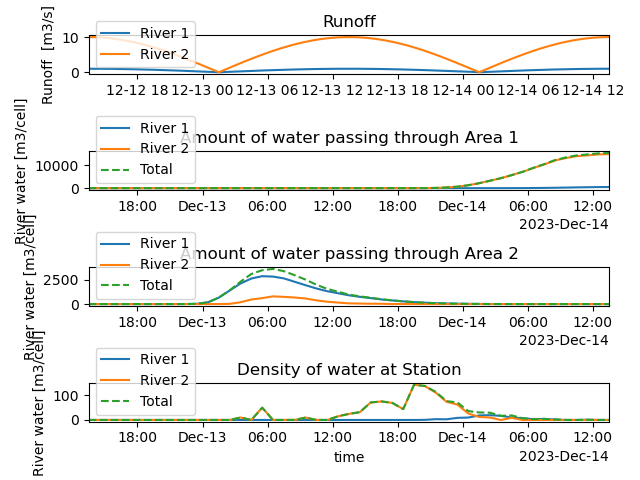 Runoff
Runoff [m3/s]
River 1
River 2
10
0
12-12 18 12-13 00 12-13 06 12-13 12 12-13 18 12-14 00 12-14 06 12-14 12
Amount of water passing through Area 1
River water [m3/cell]
River 1
River 2
Total
10000
0
18:00 Dec-13 06:00 12:00 18:00 Dec-14 06:00 12:00
2023-Dec-14
Amount of water passing through Area 2
River water [m3/cell]
River 1
River 2
Total
2500
0
18:00 Dec-13 06:00 12:00 18:00 Dec-14 06:00 12:00
2023-Dec-14
Density of water at Station
River water [m3/cell]
River 1
River 2
Total
100
0
18:00 Dec-13 06:00 12:00 18:00 Dec-14 06:00 12:00
time
2023-Dec-14